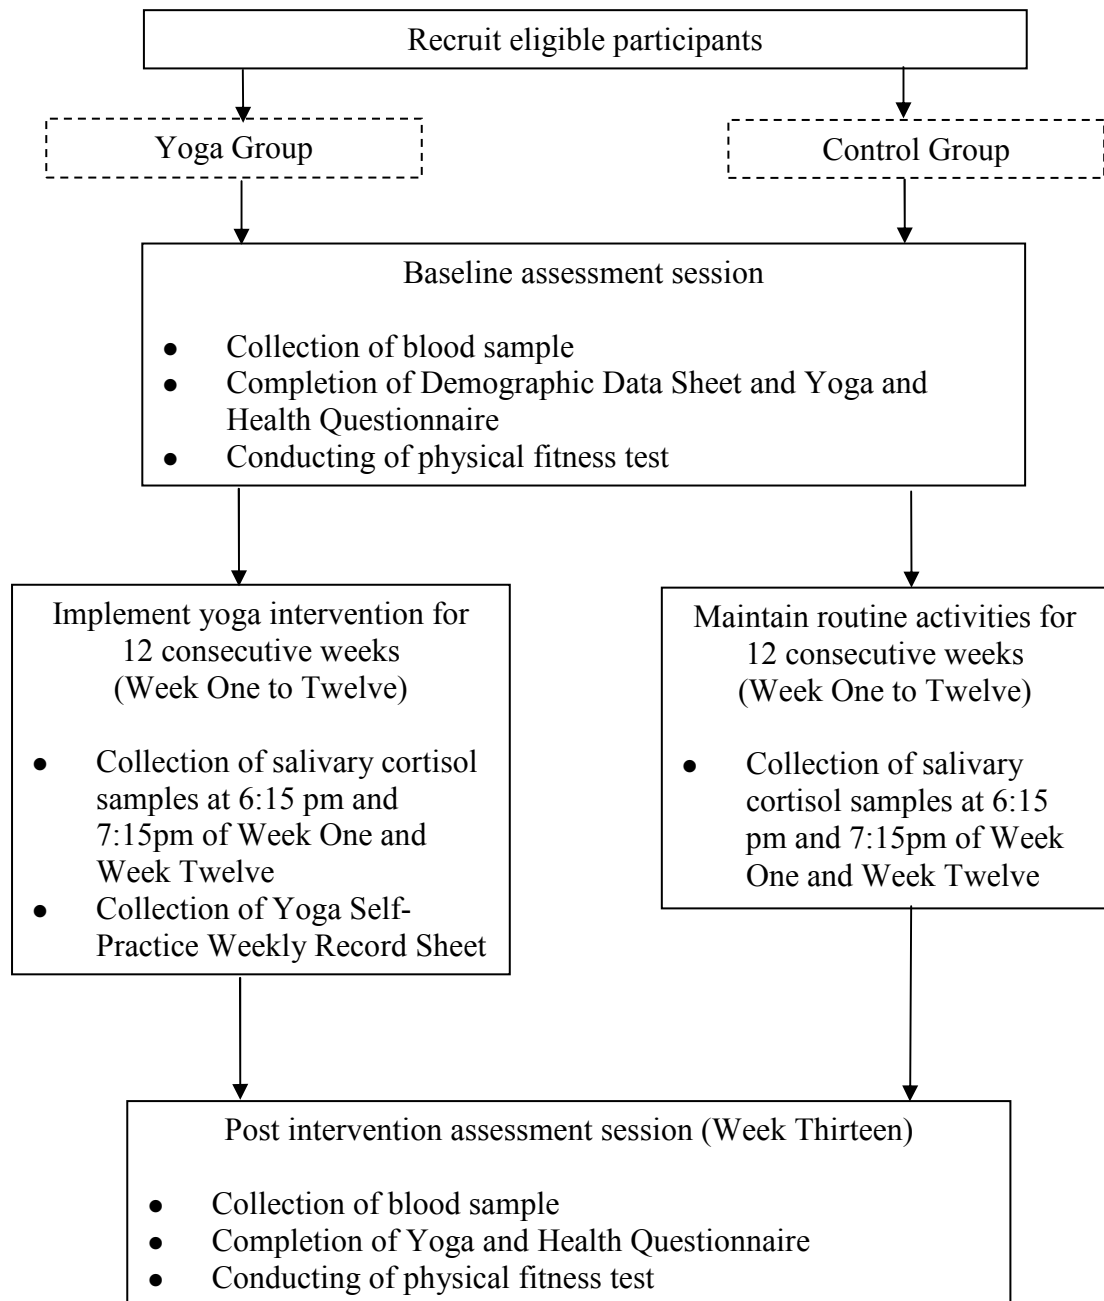 Recruit eligible participants
Yoga Group
Control Group
Baseline assessment session
● Collection of blood sample
● Completion of Demographic Data Sheet and Yoga and
Health Questionnaire
● Conducting of physical fitness test
Implement yoga intervention for
12 consecutive weeks
(Week One to Twelve)
● Collection of salivary cortisol
samples at 6:15 pm and
7:15pm of Week One and
Week Twelve
● Collection of Yoga Self-
Practice Weekly Record Sheet
Maintain routine activities for
12 consecutive weeks
(Week One to Twelve)
● Collection of salivary
cortisol samples at 6:15
pm and 7:15pm of Week
One and Week Twelve
Post intervention assessment session (Week Thirteen)
● Collection of blood sample
● Completion of Yoga and Health Questionnaire
● Conducting of physical fitness test